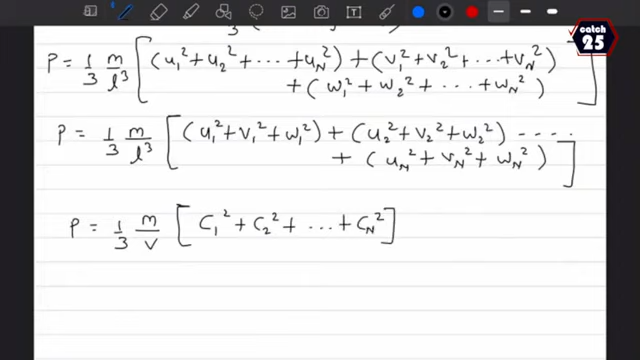 catch
25
P = 1/3 m/l³ [ (u₁² + u₂² + ... + u_N²) + (v₁² + v₂² + ... + v_N²)
+ (w₁² + w₂² + ... + w_N²) ]
P = 1/3 m/l³ [ (u₁² + v₁² + w₁²) + (u₂² + v₂² + w₂²) ----
+ (u_N² + v_N² + w_N²) ]
P = 1/3 m/v [ C₁² + C₂² + ... + C_N² ]